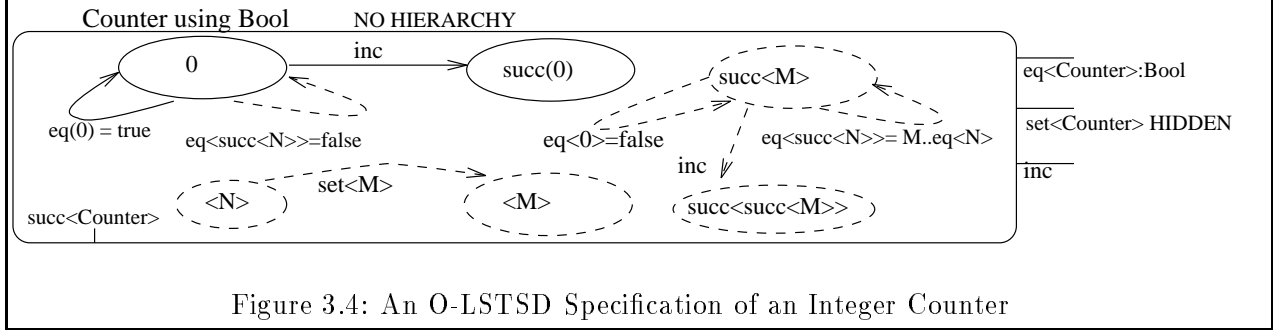 Counter using Bool
NO HIERARCHY
inc
0
succ(0)
succ<M>
eq<Counter>:Bool
eq(0) = true
eq<succ<N>>=false
eq<0>=false
eq<succ<N>>= M..eq<N>
set<Counter> HIDDEN
inc
inc
set<M>
<N>
<M>
succ<succ<M>>
succ<Counter>
Figure 3.4: An O-LSTSD Specification of an Integer Counter